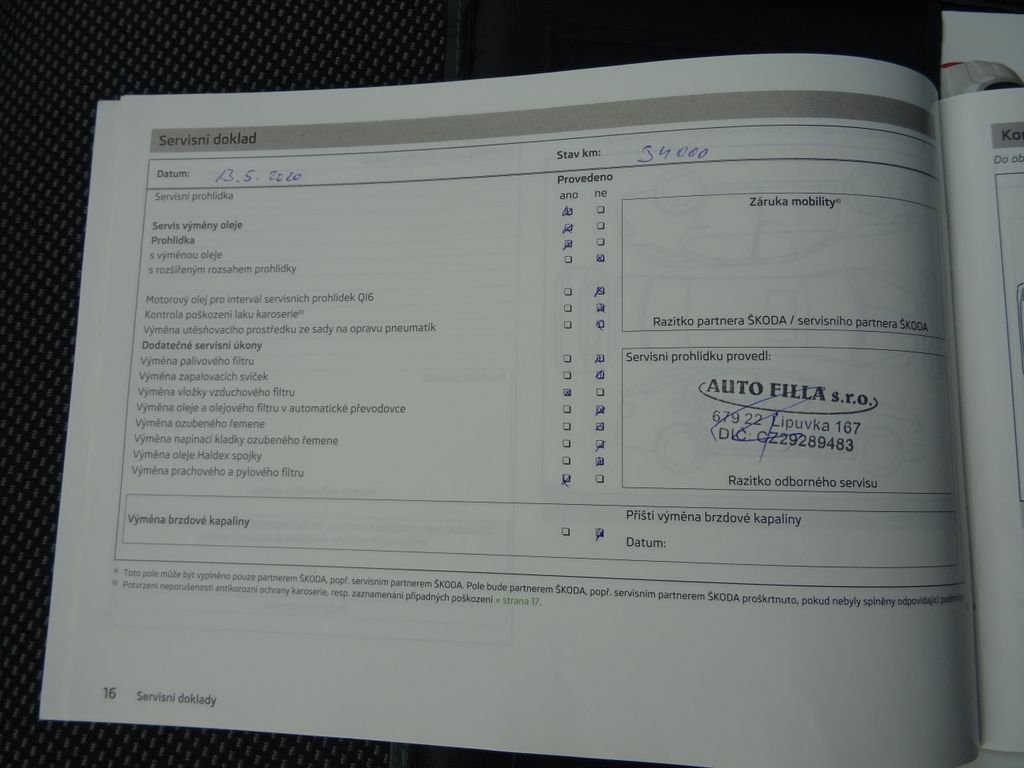 Servisní doklad
Datum: 13.5.2020
Stav km: 34000
Servisní prohlídka
Provedeno
ano ne
Servis výměny oleje
Prohlídka
s výměnou oleje
s rozšířeným rozsahem prohlídky
Motorový olej pro interval servisních prohlídek QI6
Kontrola poškození laku karoserie b)
Výměna utěsňovacího prostředku ze sady na opravu pneumatik
Dodatečné servisní úkony
Výměna palivového filtru
Výměna zapalovacích svíček
Výměna vložky vzduchového filtru
Výměna oleje a olejového filtru v automatické převodovce
Výměna ozubeného řemene
Výměna napínací kladky ozubeného řemene
Výměna oleje Haldex spojky
Výměna prachového a pylového filtru
Výměna brzdové kapaliny
Záruka mobility a)
Razítko partnera ŠKODA / servisního partnera ŠKODA
Servisní prohlídku provedl:
AUTO FILLA s.r.o.
679 22 Lipuvka 167
DIČ: CZ29289483
Razítko odborného servisu
Příští výměna brzdové kapaliny
Datum:
a) Toto pole může být vyplněno pouze partnerem ŠKODA, popř. servisním partnerem ŠKODA. Pole bude partnerem ŠKODA, popř. servisním partnerem ŠKODA proškrtnuto, pokud nebyly splněny odpovídající
b) Potvrzení neporušenosti antikorozní ochrany karoserie, resp. zaznamenání případných poškození » strana 17.
16 Servisní doklady
Do